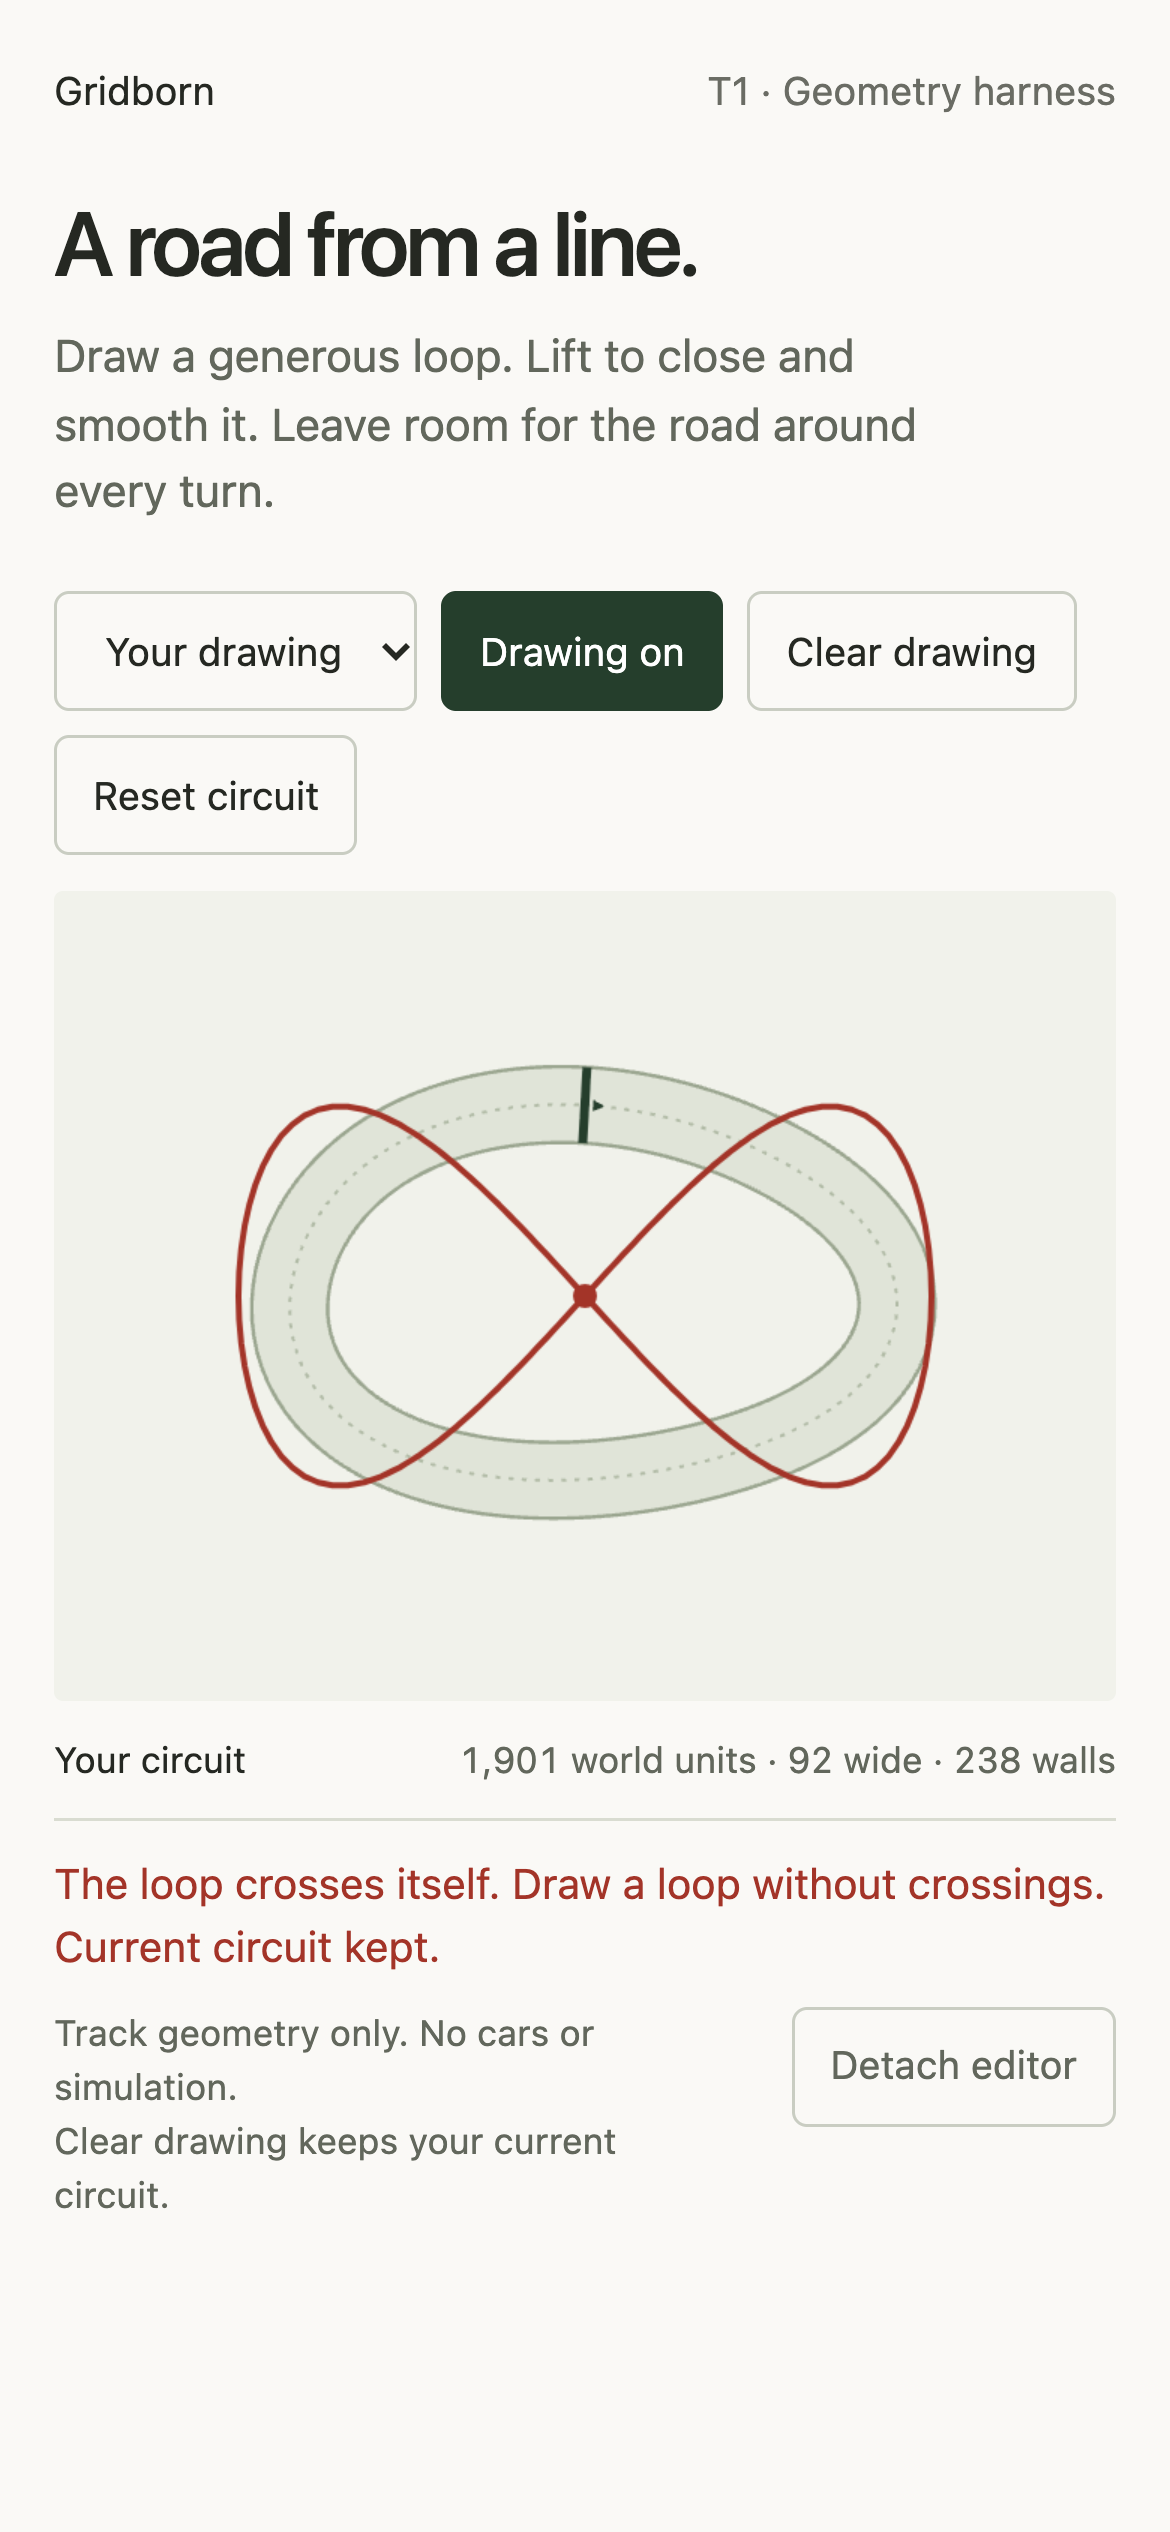 Gridborn
T1 · Geometry harness
A road from a line.
Draw a generous loop. Lift to close and
smooth it. Leave room for the road around
every turn.
Your drawing
Drawing on
Clear drawing
Reset circuit
Your circuit
1,901 world units · 92 wide · 238 walls
The loop crosses itself. Draw a loop without crossings.
Current circuit kept.
Track geometry only. No cars or
simulation.
Clear drawing keeps your current
circuit.
Detach editor